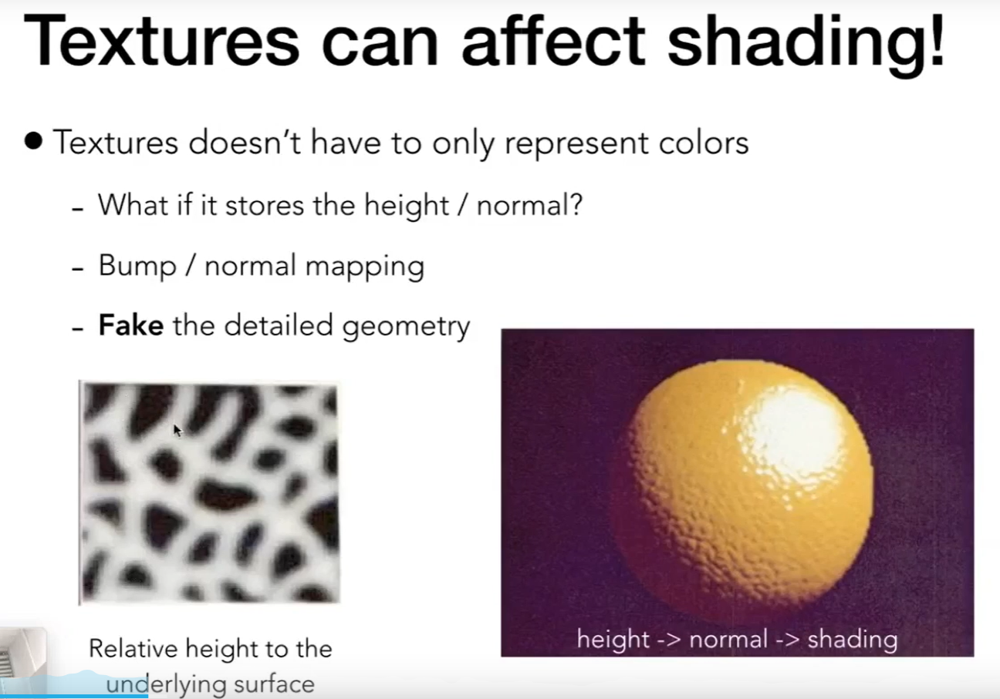 Textures can affect shading!
● Textures doesn't have to only represent colors
- What if it stores the height / normal?
- Bump / normal mapping
- Fake the detailed geometry
Relative height to the
underlying surface
height -> normal -> shading